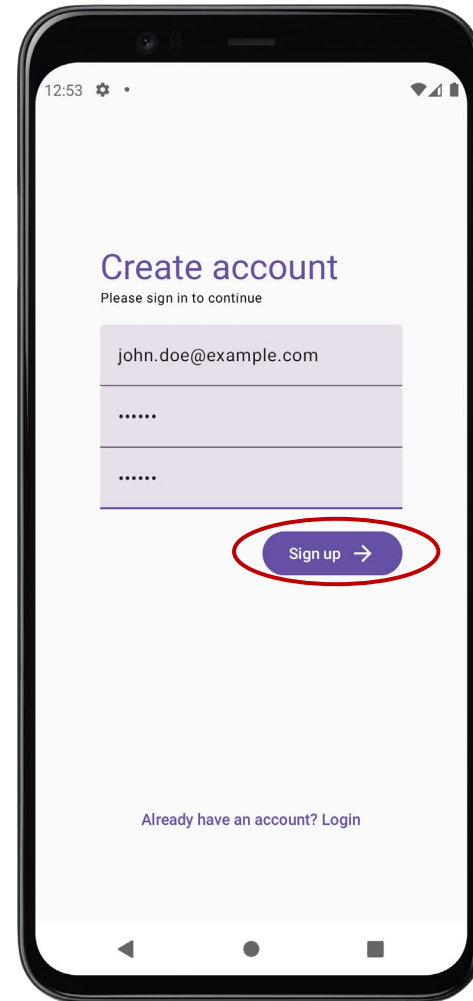 12:53
Create account
Please sign in to continue
john.doe@example.com
••••••
••••••
Sign up →
Already have an account? Login